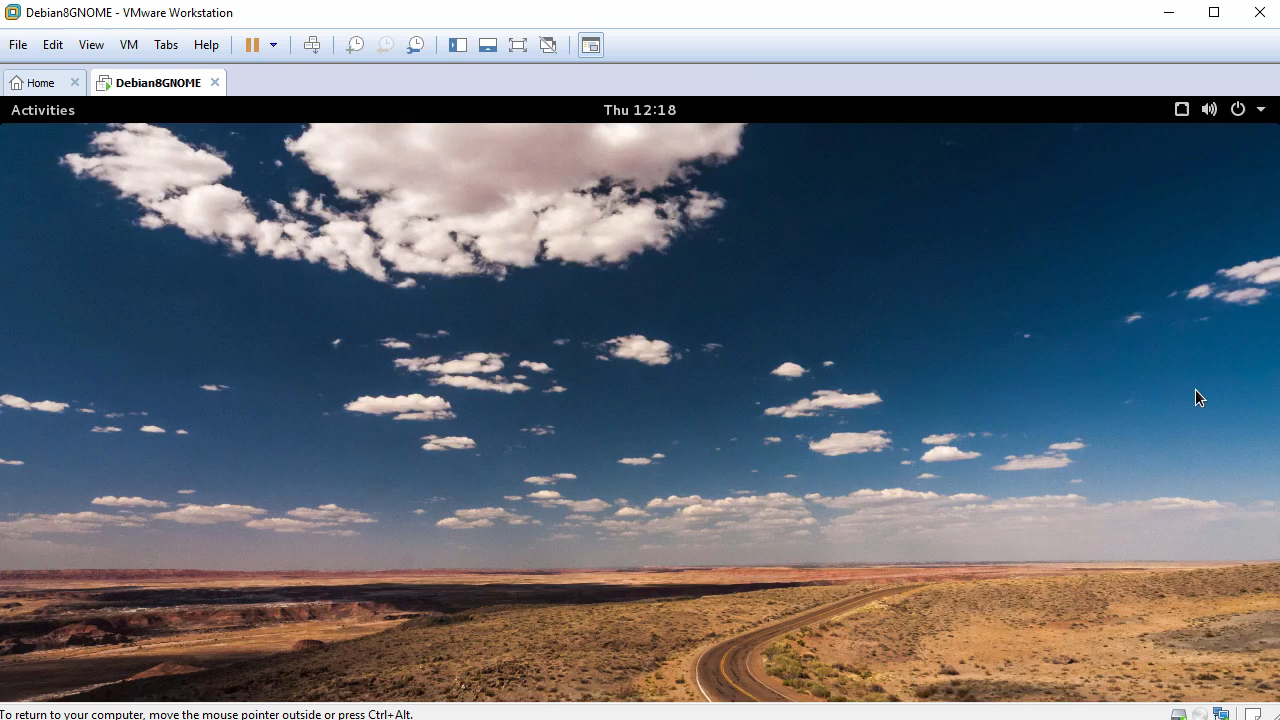 Debian8GNOME - VMware Workstation
File Edit View VM Tabs Help
Home Debian8GNOME
Activities Thu 12:18
To return to your computer, move the mouse pointer outside or press Ctrl+Alt.